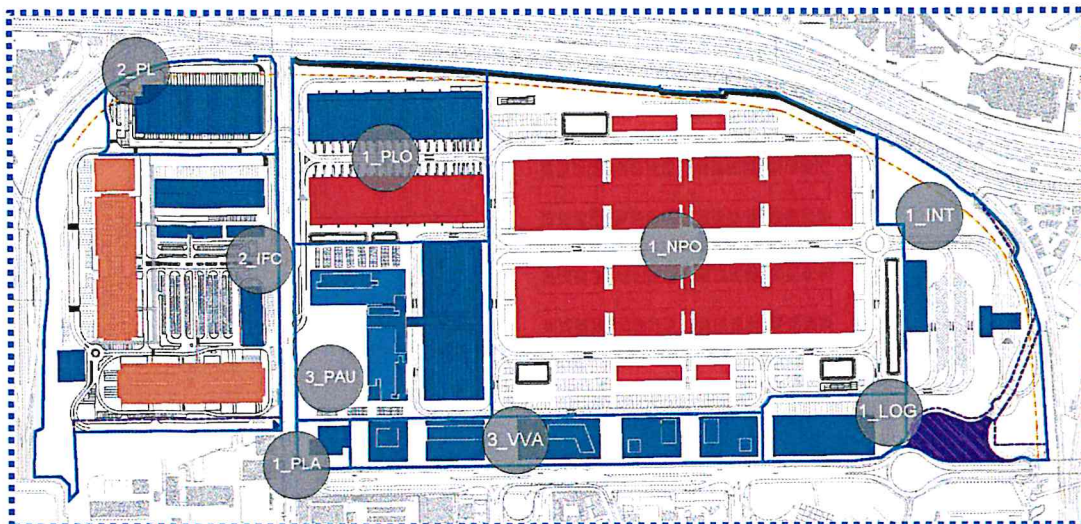 2_PL
1_PLO
1_INT
1_NPO
2_IFC
3_PAU
1_LOG
3_VVA
1_PLA